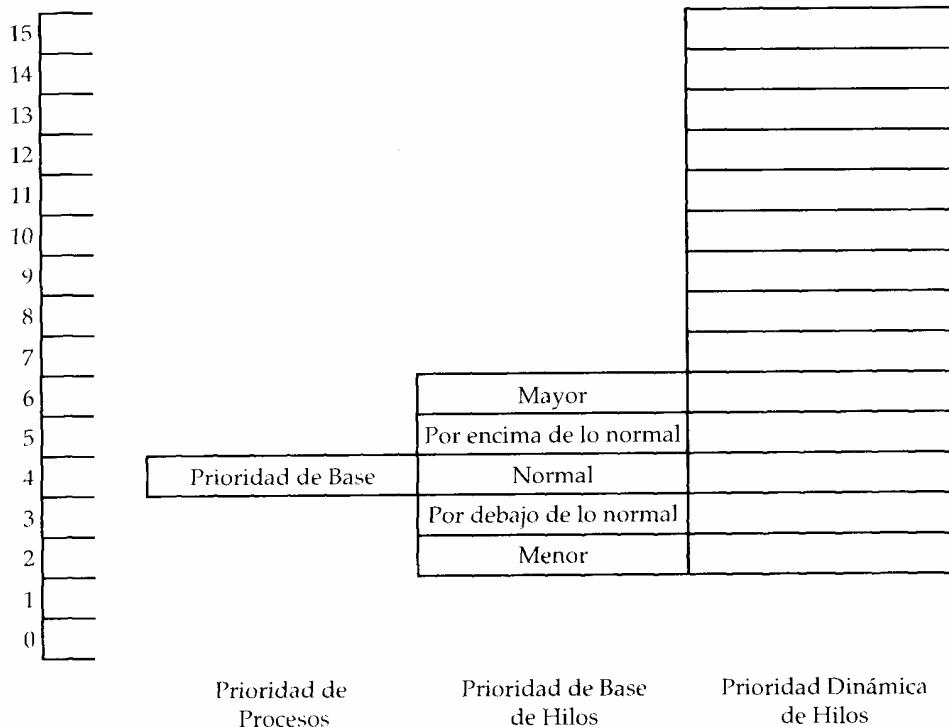 15
14
13
12
11
10
9
8
7
6
5
4
3
2
1
0
Mayor
Por encima de lo normal
Prioridad de Base
Normal
Por debajo de lo normal
Menor
Prioridad de
Procesos
Prioridad de Base
de Hilos
Prioridad Dinámica
de Hilos